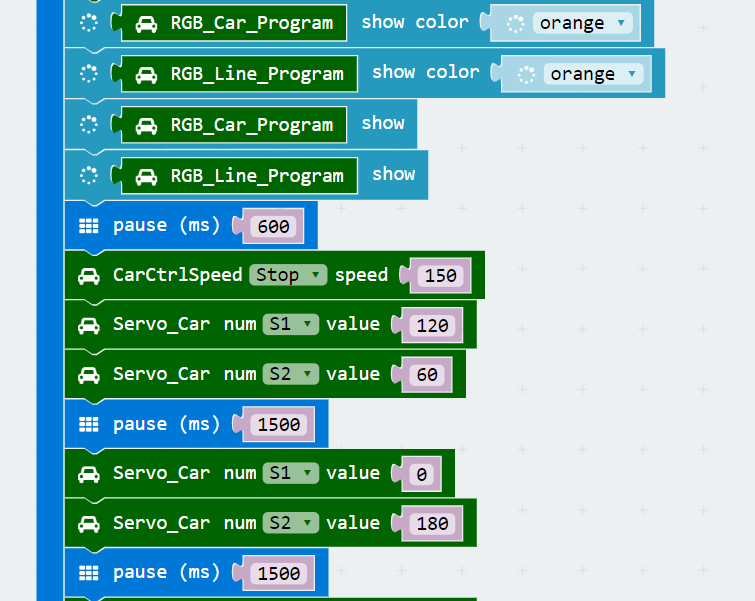 RGB_Car_Program show color orange
RGB_Line_Program show color orange
RGB_Car_Program show
RGB_Line_Program show
pause (ms) 600
CarCtrlSpeed Stop speed 150
Servo_Car num S1 value 120
Servo_Car num S2 value 60
pause (ms) 1500
Servo_Car num S1 value 0
Servo_Car num S2 value 180
pause (ms) 1500